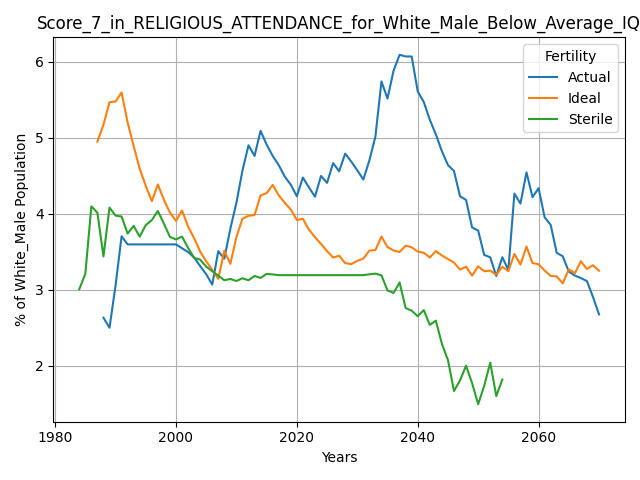 Score_7_in_RELIGIOUS_ATTENDANCE_for_White_Male_Below_Average_IQ
Fertility
Actual
Ideal
Sterile
% of White_Male Population
6
5
4
3
2
1980
2000
2020
2040
2060
Years